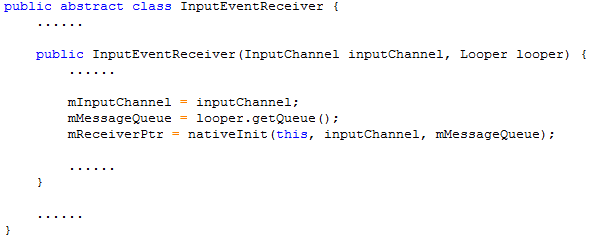 public abstract class InputEventReceiver {
    ......

    public InputEventReceiver(InputChannel inputChannel, Looper looper) {
        ......

        mInputChannel = inputChannel;
        mMessageQueue = looper.getQueue();
        mReceiverPtr = nativeInit(this, inputChannel, mMessageQueue);

        ......
    }

    ......
}